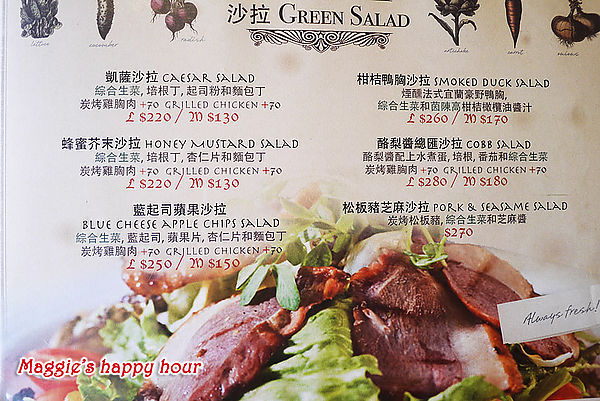 沙拉 GREEN SALAD
lettuce
cucumber
radish
artichoke
carrot
凱薩沙拉 CAESAR SALAD
綜合生菜, 培根丁, 起司粉和麵包丁
炭烤雞胸肉 +70 GRILLED CHICKEN +70
L $220 / M $130
蜂蜜芥末沙拉 HONEY MUSTARD SALAD
綜合生菜, 培根丁, 杏仁片和麵包丁
炭烤雞胸肉 +70 GRILLED CHICKEN +70
L $220 / M $130
藍起司蘋果沙拉
BLUE CHEESE APPLE CHIPS SALAD
綜合生菜, 藍起司, 蘋果片, 杏仁片和麵包丁
炭烤雞胸肉 +70 GRILLED CHICKEN +70
L $250 / M $150
柑桔鴨胸沙拉 SMOKED DUCK SALAD
煙醺法式宜蘭豪野鴨胸,
綜合生菜和茵陳高柑桔橄欖油醬汁
L $260 / M $170
酪梨醬總匯沙拉 COBB SALAD
酪梨醬配上水煮蛋, 培根, 番茄和綜合生菜
炭烤雞胸肉 +70 GRILLED CHICKEN +70
L $280 / M $180
松板豬芝麻沙拉 PORK & SEASAME SALAD
炭烤松板豬, 綜合生菜和芝麻醬
$270
Always fresh!
Maggie's happy hour